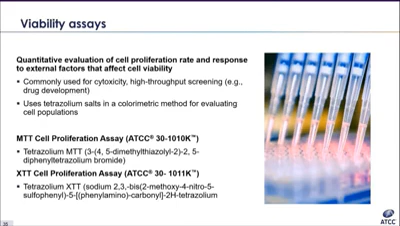 Viability assays
Quantitative evaluation of cell proliferation rate and response
to external factors that affect cell viability
▪ Commonly used for cytoxicity, high-throughput screening (e.g.,
drug development)
▪ Uses tetrazolium salts in a colorimetric method for evaluating
cell populations
MTT Cell Proliferation Assay (ATCC® 30-1010K™)
▪ Tetrazolium MTT (3-(4, 5-dimethylthiazolyl-2)-2, 5-
diphenyltetrazolium bromide)
XTT Cell Proliferation Assay (ATCC® 30- 1011K™)
▪ Tetrazolium XTT (sodium 2,3,-bis(2-methoxy-4-nitro-5-
sulfophenyl)-5-[(phenylamino)-carbonyl]-2H-tetrazolium
ATCC